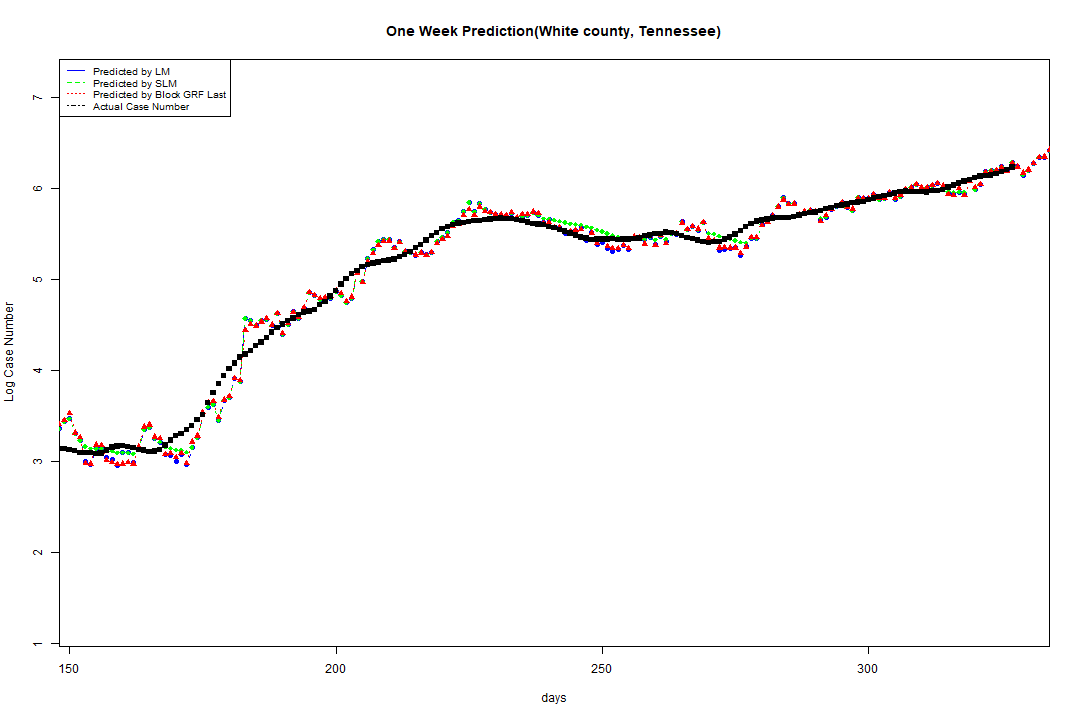 One Week Prediction(White county, Tennessee)
Predicted by LM
Predicted by SLM
Predicted by Block GRF Last
Actual Case Number
7
6
5
4
3
2
1
Log Case Number
150 200 250 300
days